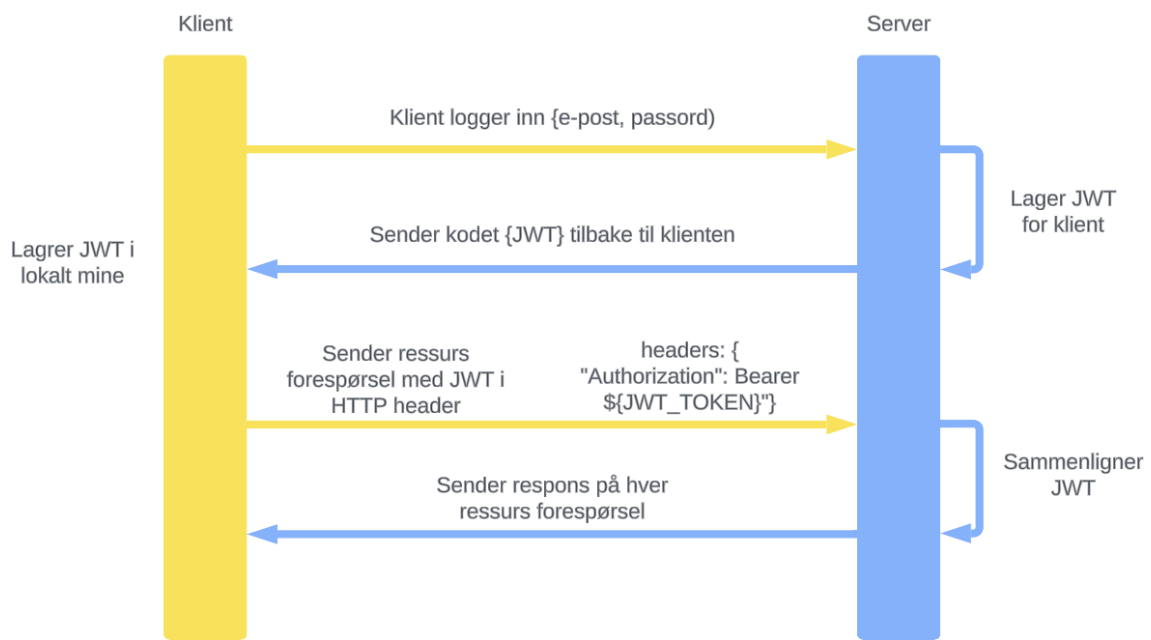 Klient
Server
Klient logger inn {e-post, passord)
Lager JWT
for klient
Sender kodet {JWT} tilbake til klienten
Lagrer JWT i
lokalt mine
Sender ressurs
forespørsel med JWT i
HTTP header
headers: {
"Authorization": Bearer
${JWT_TOKEN}"}
Sammenligner
JWT
Sender respons på hver
ressurs forespørsel